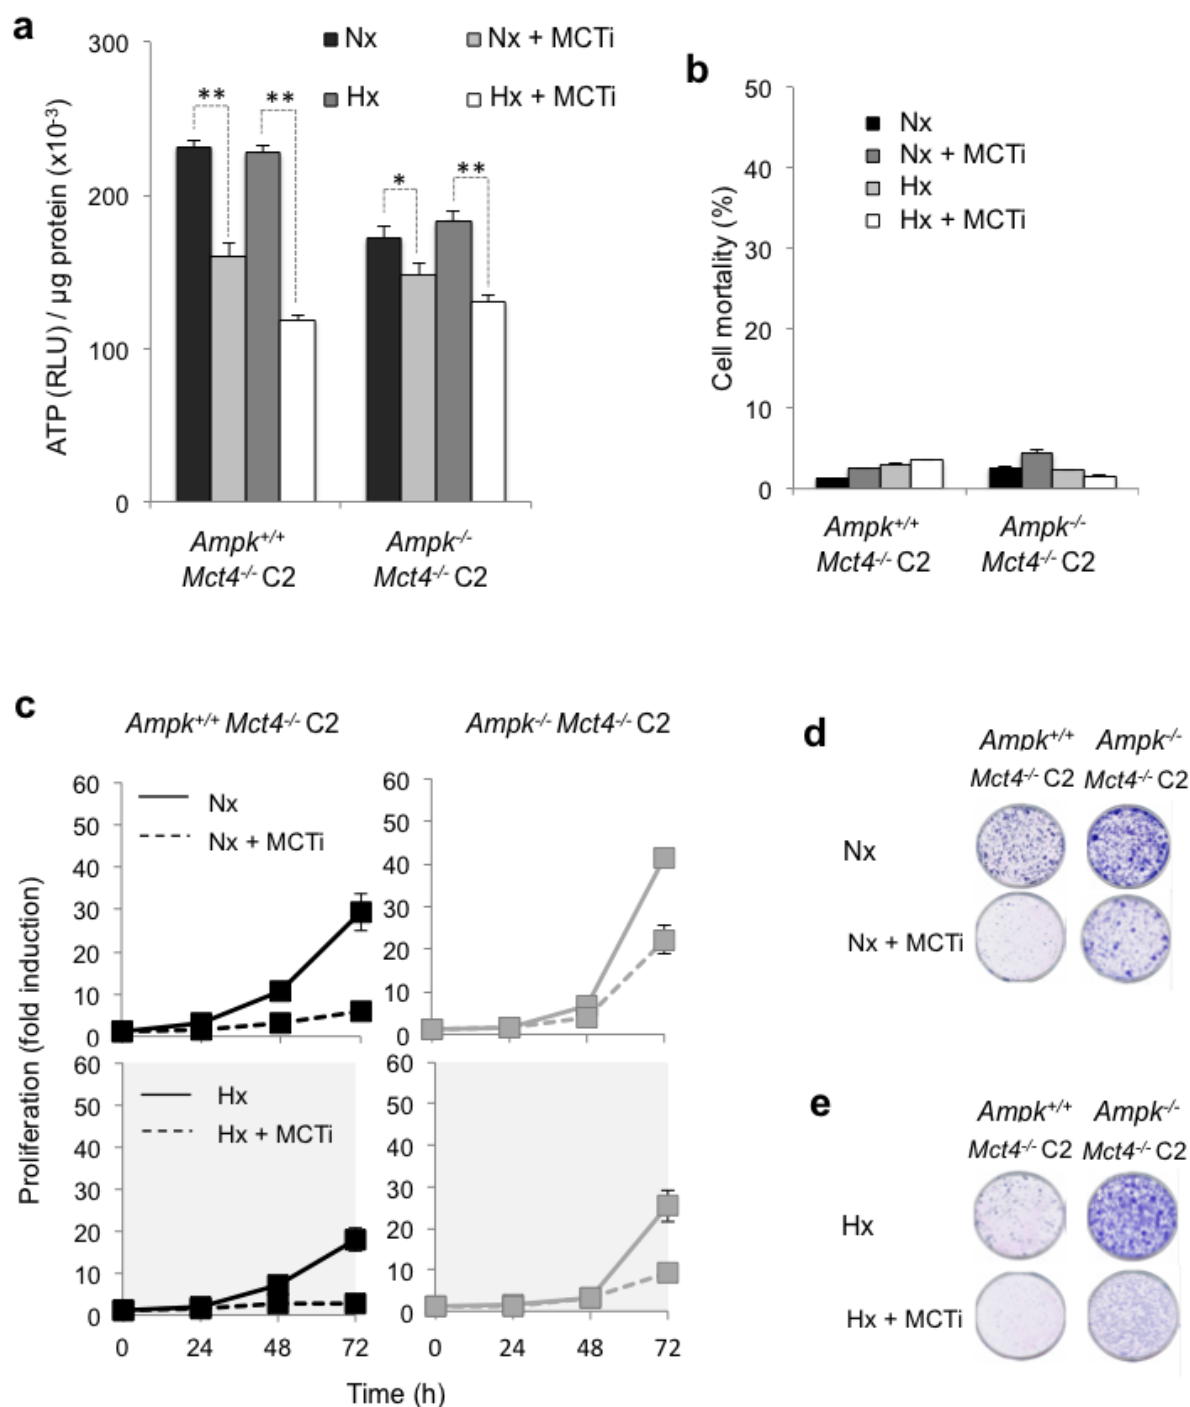 a
300
200
100
0
ATP (RLU) / µg protein (x10⁻³)
Nx
Nx + MCTi
Hx
Hx + MCTi
** **
* **
Ampk⁺/⁺ Ampk⁻/⁻
Mct4⁻/⁻ C2 Mct4⁻/⁻ C2
b
50
40
30
20
10
0
Cell mortality (%)
Nx
Nx + MCTi
Hx
Hx + MCTi
Ampk⁺/⁺ Ampk⁻/⁻
Mct4⁻/⁻ C2 Mct4⁻/⁻ C2
c
Ampk⁺/⁺ Mct4⁻/⁻ C2
Ampk⁻/⁻ Mct4⁻/⁻ C2
Proliferation (fold induction)
60
50
40
30
20
10
0
Nx
Nx + MCTi
60
50
40
30
20
10
0
60
50
40
30
20
10
0
Hx
Hx + MCTi
60
50
40
30
20
10
0
0 24 48 72
0 24 48 72
Time (h)
d
Ampk⁺/⁺ Ampk⁻/⁻
Mct4⁻/⁻ C2 Mct4⁻/⁻ C2
Nx
Nx + MCTi
e
Ampk⁺/⁺ Ampk⁻/⁻
Mct4⁻/⁻ C2 Mct4⁻/⁻ C2
Hx
Hx + MCTi